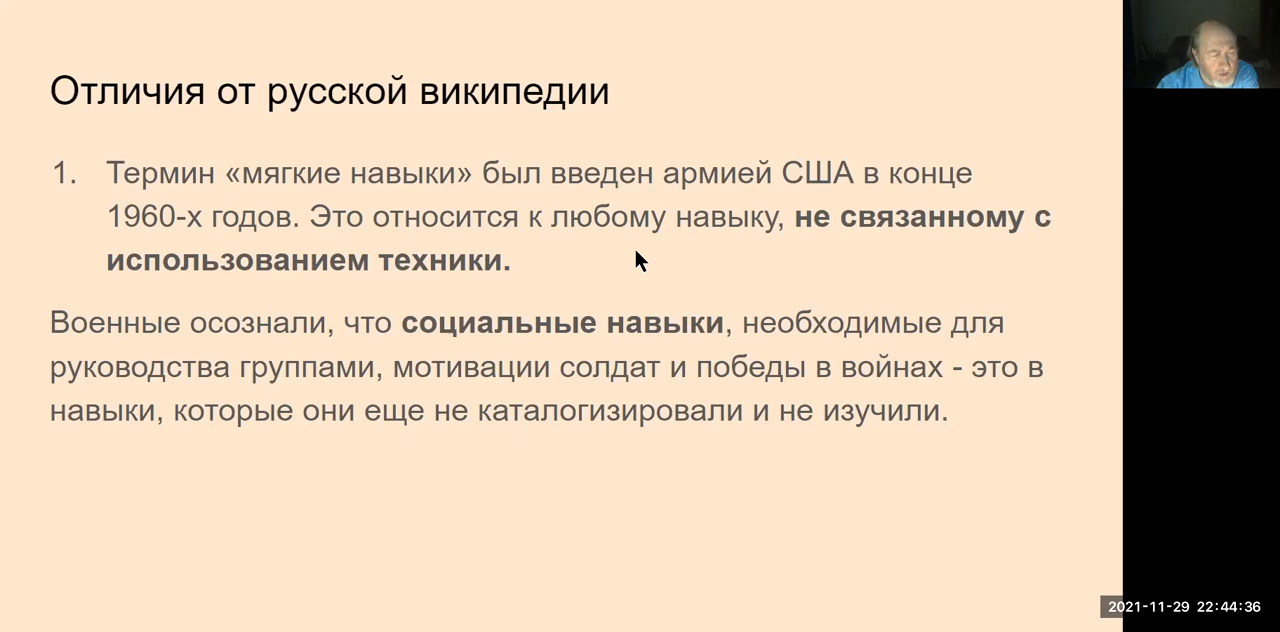 Отличия от русской википедии
1. Термин «мягкие навыки» был введен армией США в конце
1960-х годов. Это относится к любому навыку, не связанному с
использованием техники.
Военные осознали, что социальные навыки, необходимые для
руководства группами, мотивации солдат и победы в войнах - это в
навыки, которые они еще не каталогизировали и не изучили.
2021-11-29 22:44:36